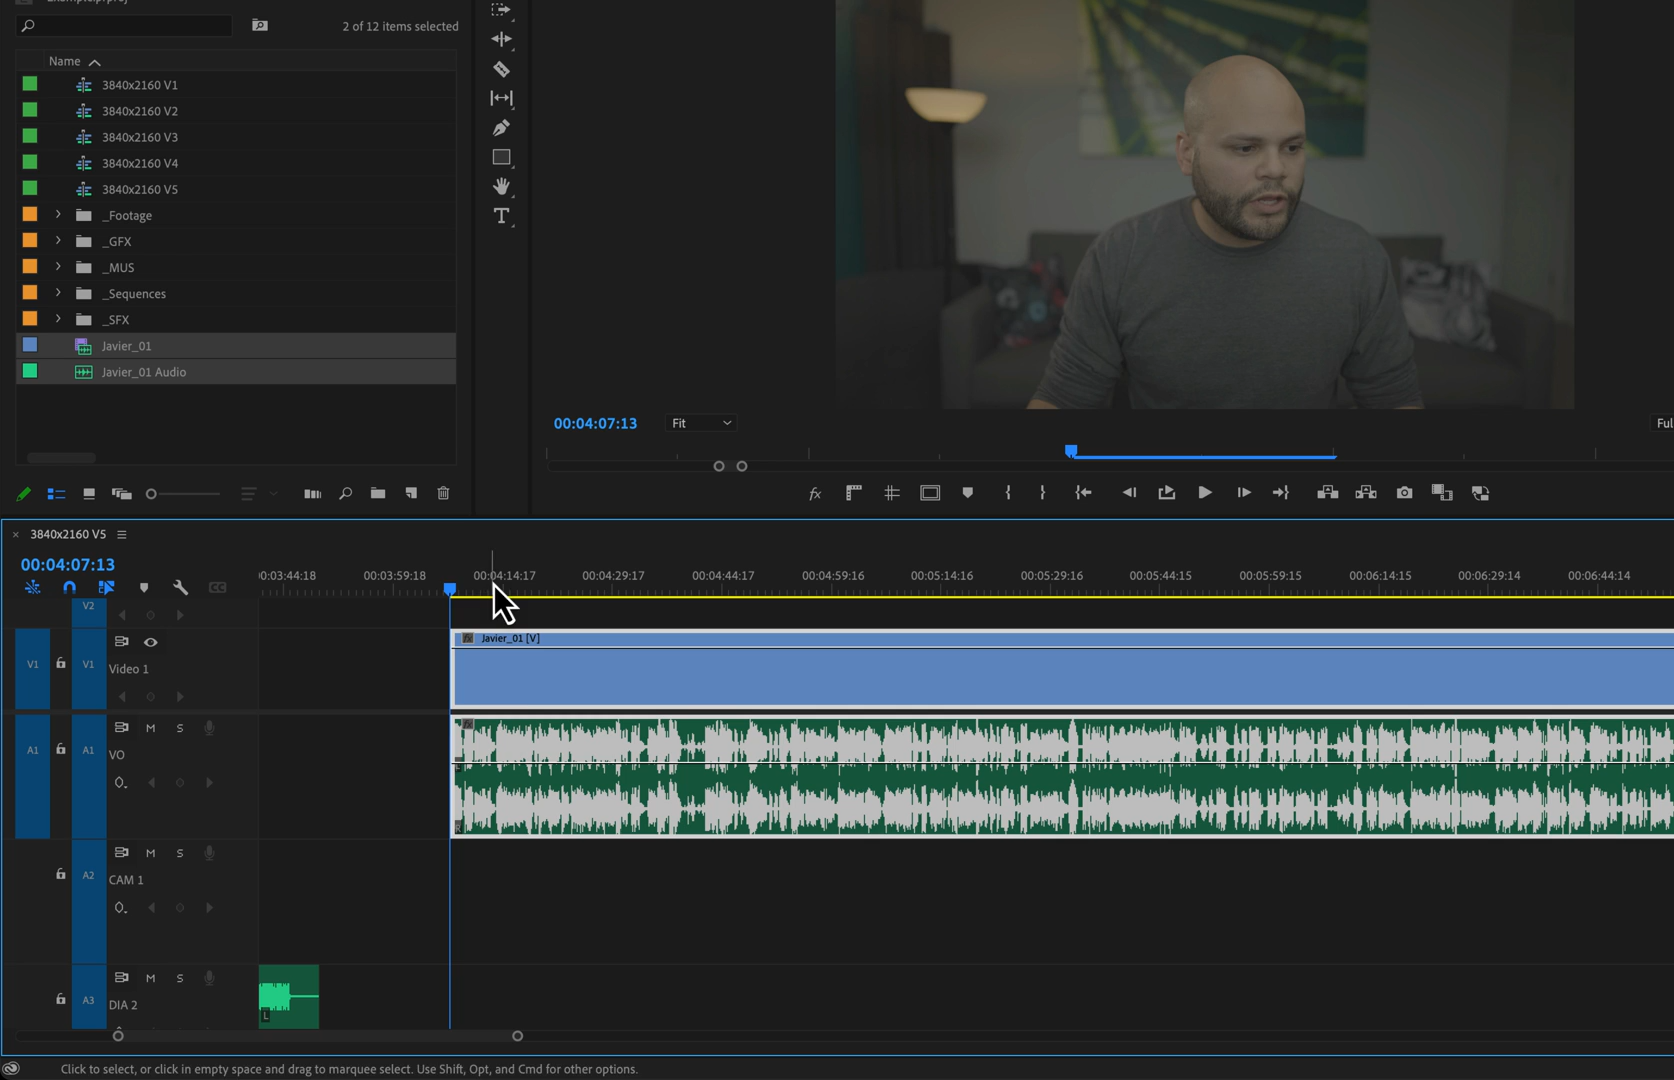 2 of 12 items selected
Name
3840x2160 V1
3840x2160 V2
3840x2160 V3
3840x2160 V4
3840x2160 V5
_Footage
_GFX
_MUS
_Sequences
_SFX
Javier_01
Javier_01 Audio
T
00:04:07:13
Fit
Ful
fx
3840x2160 V5
00:04:07:13
CC
00:03:44:18 00:03:59:18 00:04:14:17 00:04:29:17 00:04:44:17 00:04:59:16 00:05:14:16 00:05:29:16 00:05:44:15 00:05:59:15 00:06:14:15 00:06:29:14 00:06:44:14
V2
V1 V1 Video 1
fx Javier_01 [V]
M S
A1 A1 VO
fx
M S
A2 CAM 1
M S
A3 DIA 2
L
Click to select, or click in empty space and drag to marquee select. Use Shift, Opt, and Cmd for other options.